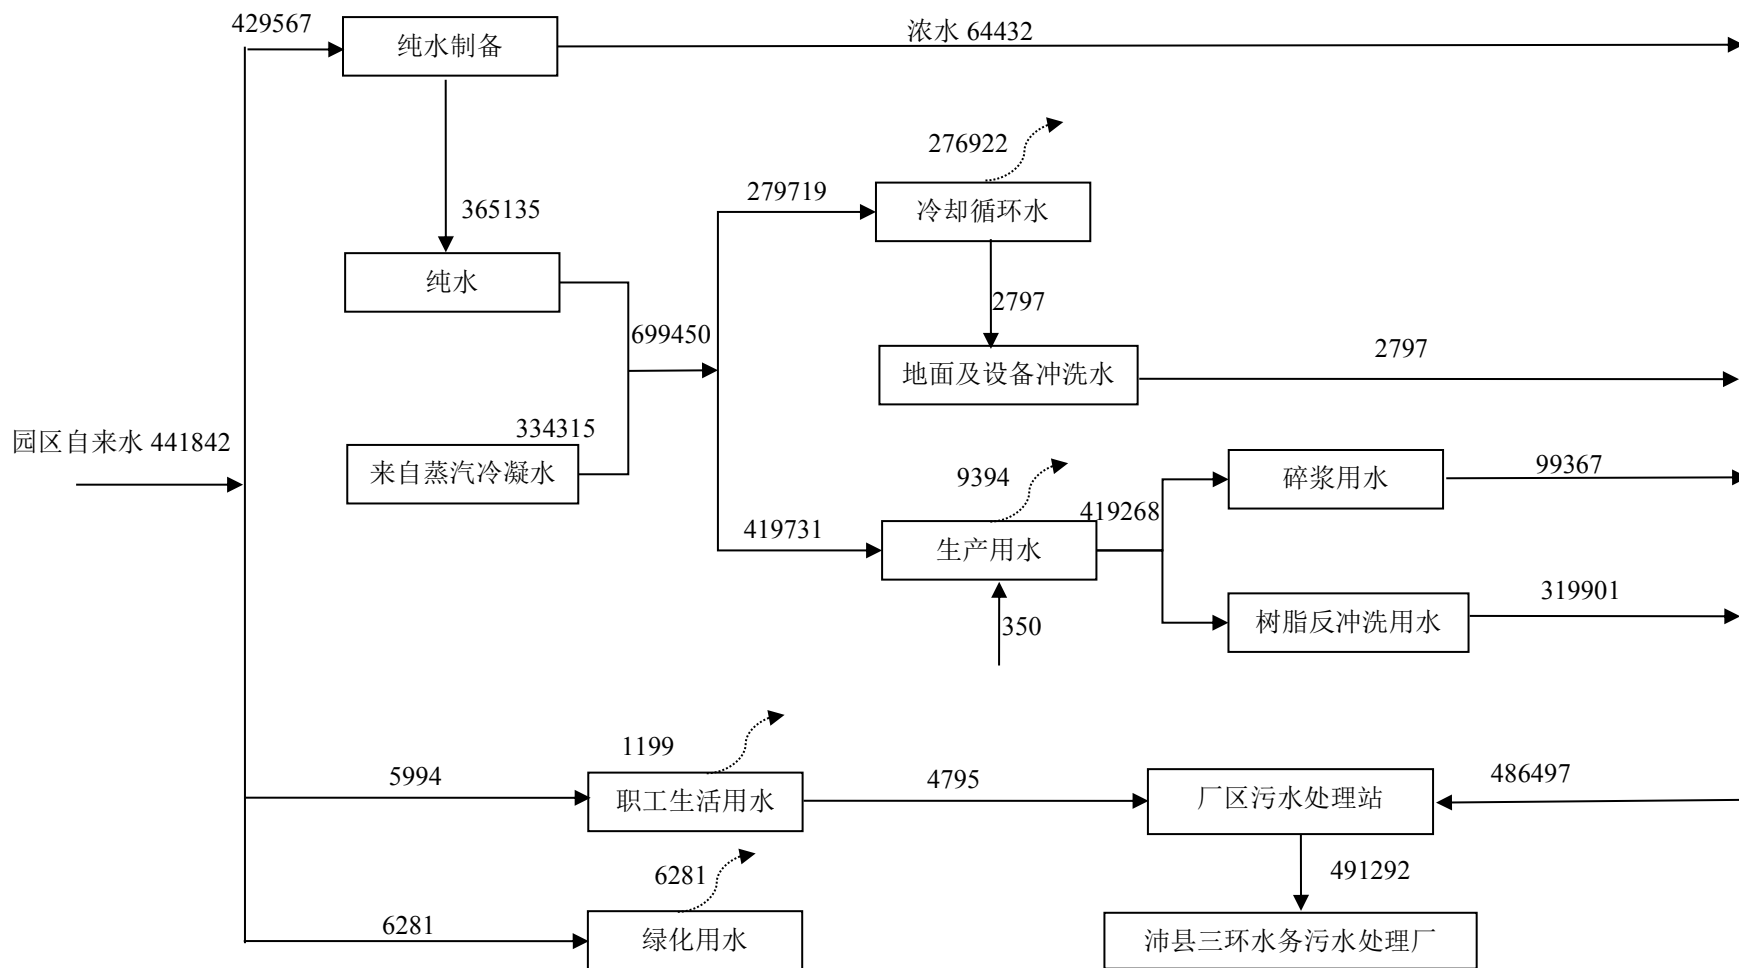 429567
纯水制备
浓水 64432
276922
279719
冷却循环水
365135
纯水
2797
699450
地面及设备冲洗水
2797
园区自来水 441842
334315
来自蒸汽冷凝水
9394
419268
碎浆用水
99367
419731
生产用水
350
树脂反冲洗用水
319901
1199
5994
职工生活用水
4795
厂区污水处理站
486497
6281
491292
6281
绿化用水
沛县三环水务污水处理厂